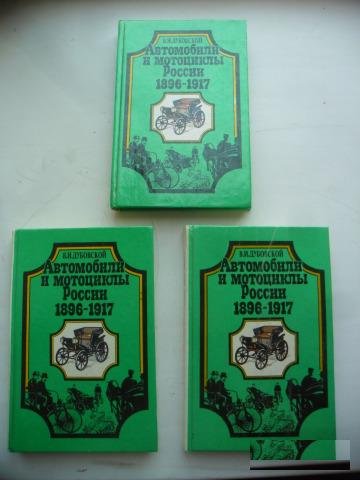 В.И.ДУБОВСКОЙ
Автомобили
и мотоциклы
России
1896-1917
В.И.ДУБОВСКОЙ
Автомобили
и мотоциклы
России
1896-1917
В.И.ДУБОВСКОЙ
Автомобили
и мотоциклы
России
1896-1917